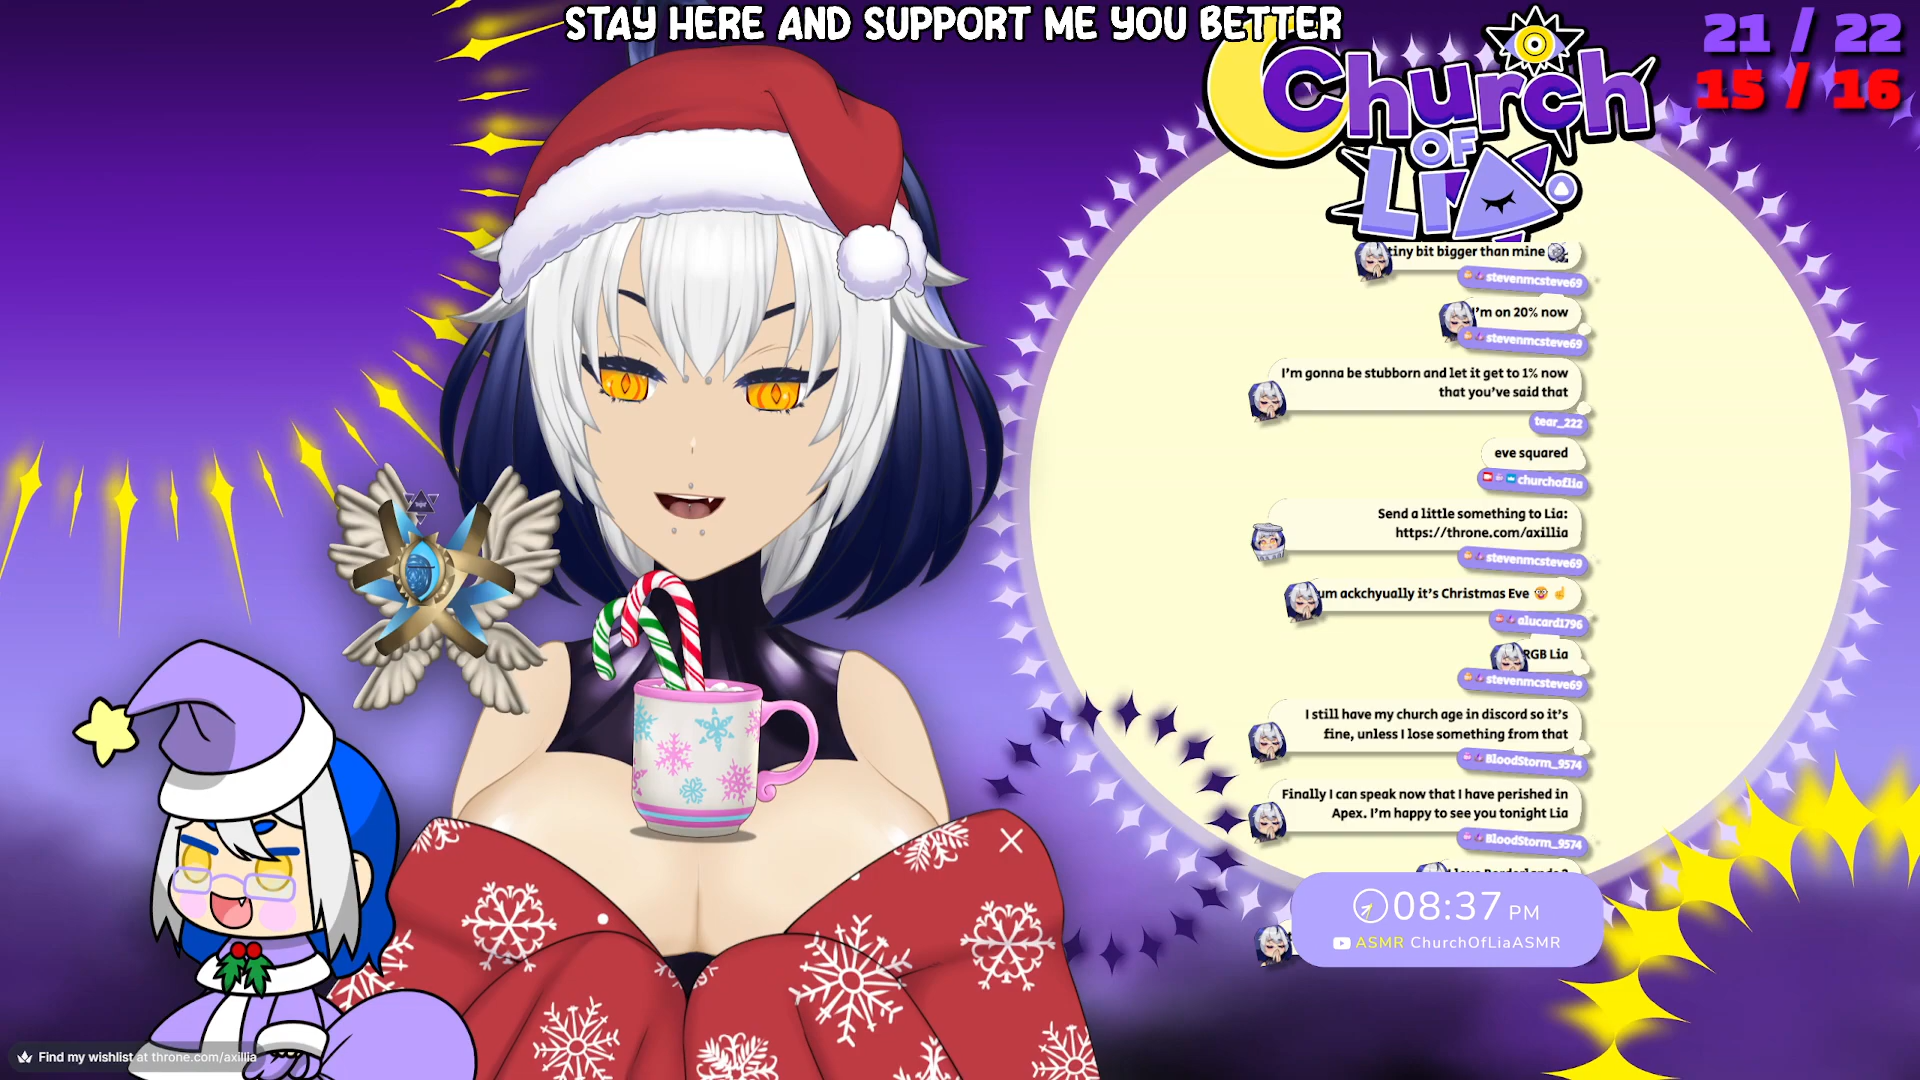 STAY HERE AND SUPPORT ME YOU BETTER
21 / 22
15 / 16
Church
OF
LIA
tiny bit bigger than mine
stevenmcsteve69
I'm on 20% now
stevenmcsteve69
I'm gonna be stubborn and let it get to 1% now
that you've said that
tear_222
eve squared
churchoflia
Send a little something to Lia:
https://throne.com/axillia
stevenmcsteve69
um ackchyually it's Christmas Eve
alucard1796
RGB Lia
stevenmcsteve69
I still have my church age in discord so it's
fine, unless I lose something from that
BloodStorm_9574
Finally I can speak now that I have perished in
Apex. I'm happy to see you tonight Lia
BloodStorm_9574
08:37 PM
ASMR ChurchOfLiaASMR
Find my wishlist at throne.com/axillia